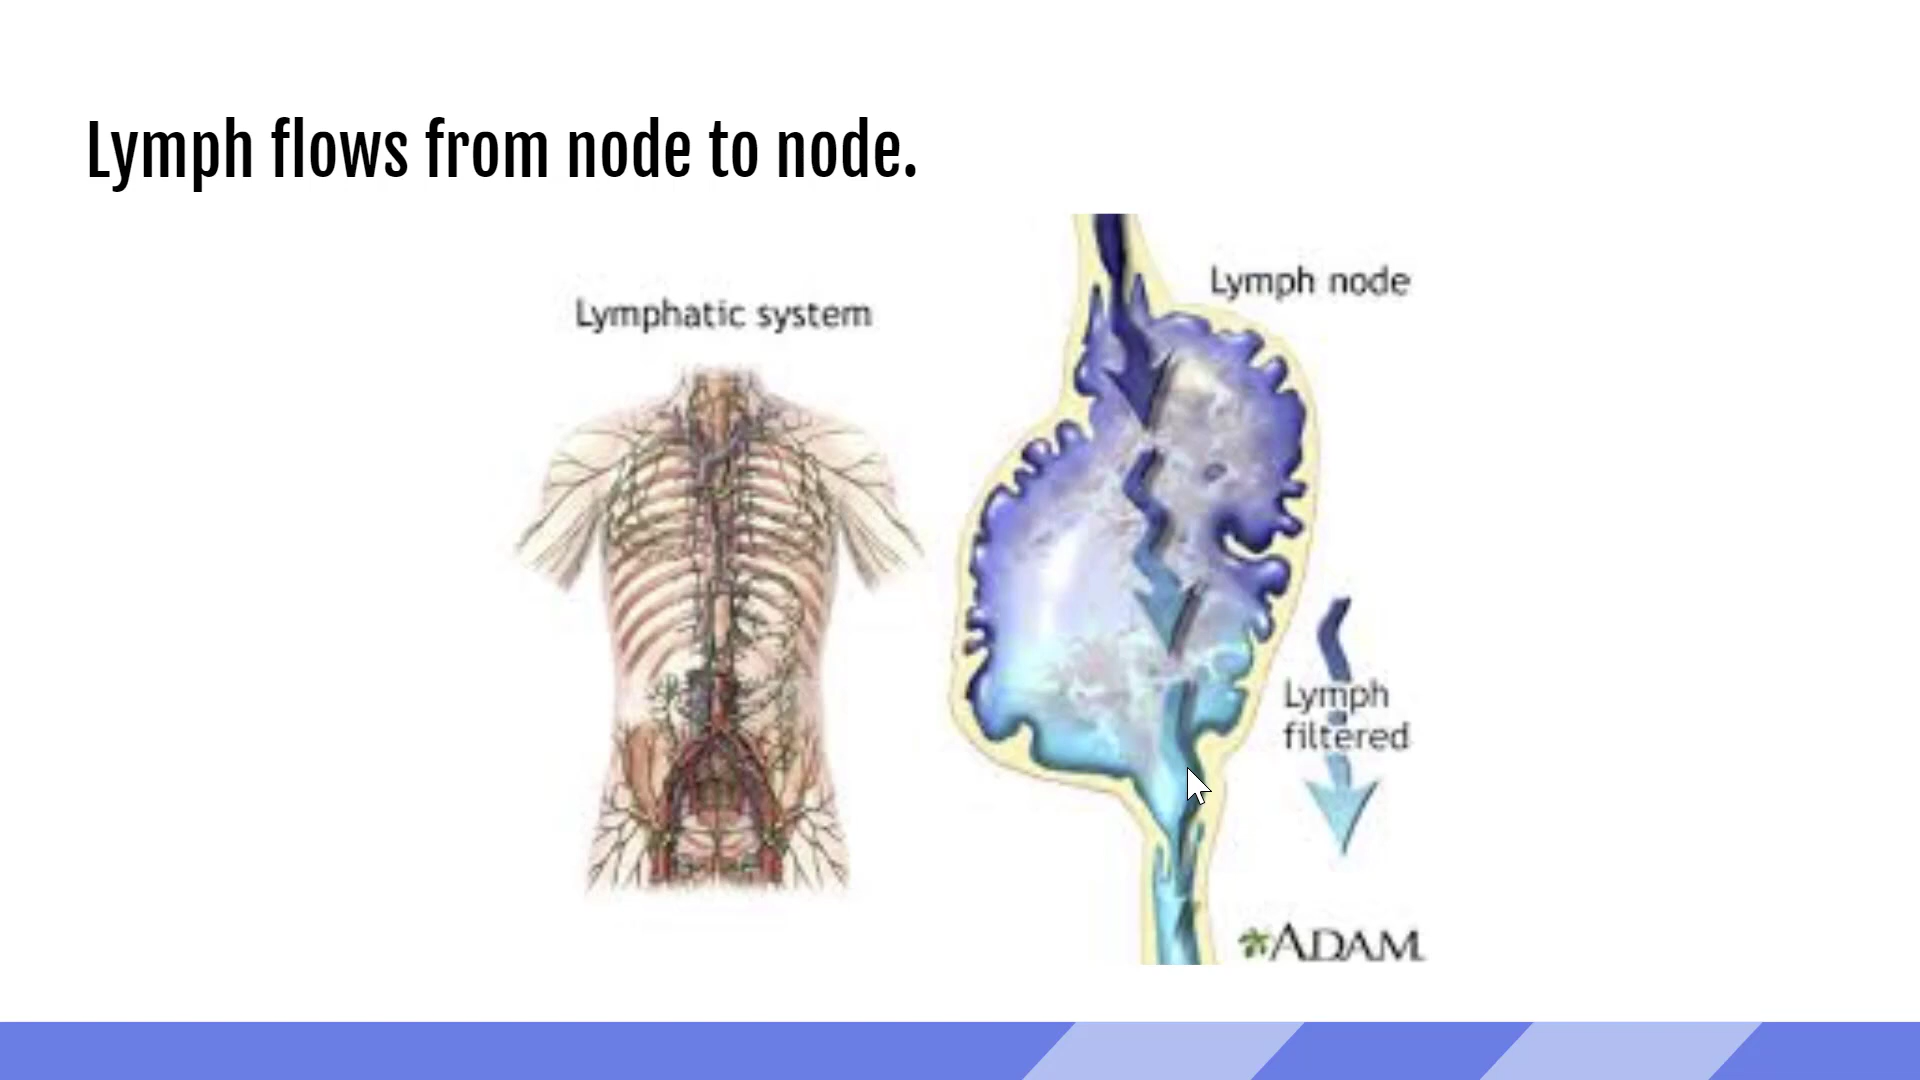 Lymph flows from node to node.
Lymphatic system
Lymph node
Lymph
filtered
ADAM.